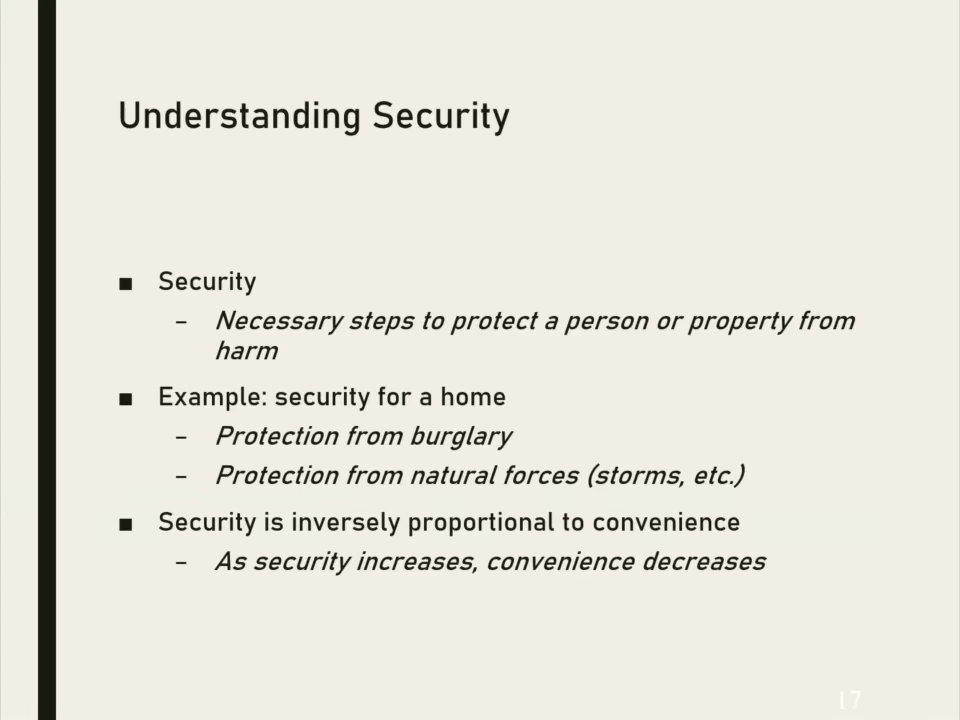 Understanding Security
■ Security
– Necessary steps to protect a person or property from
harm
■ Example: security for a home
– Protection from burglary
– Protection from natural forces (storms, etc.)
■ Security is inversely proportional to convenience
– As security increases, convenience decreases
17